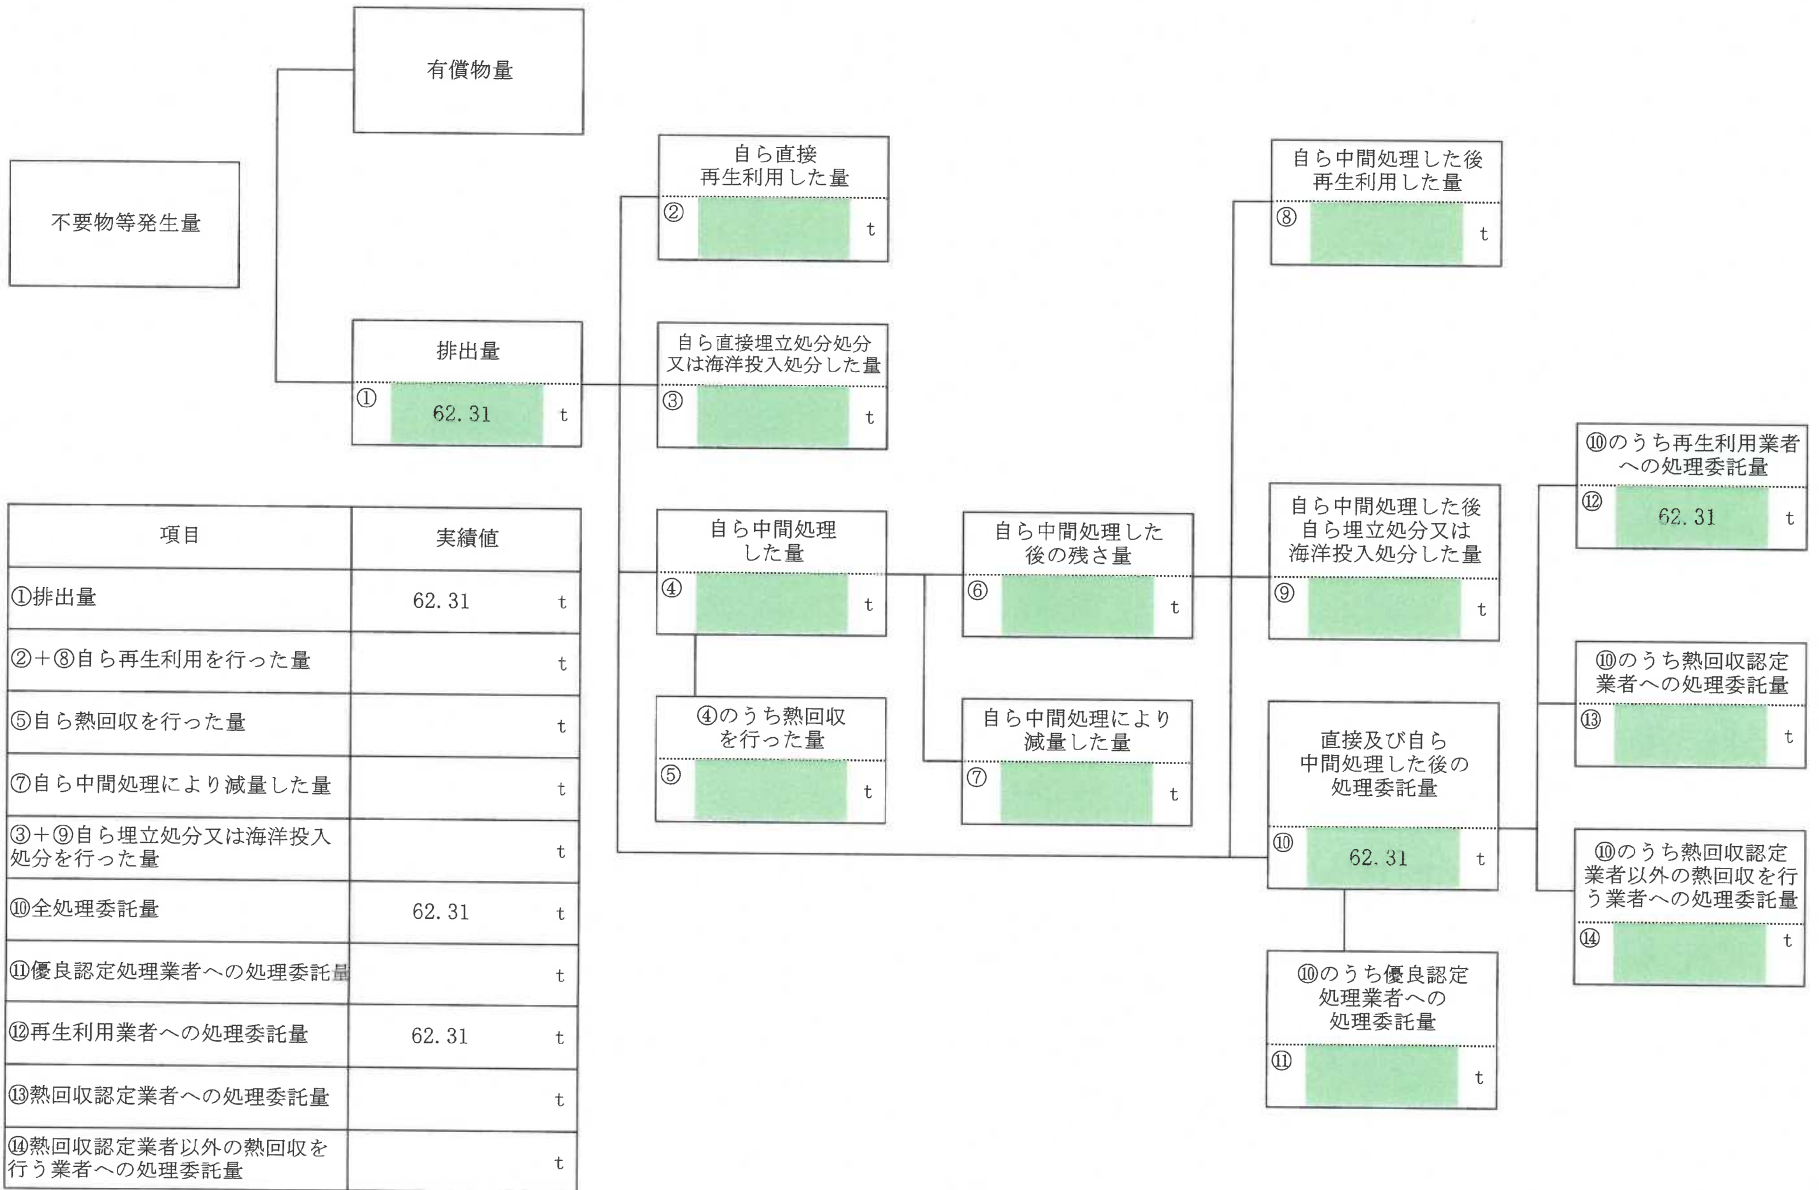 有償物量
不要物等発生量
排出量
①
62.31
t
自ら直接
再生利用した量
②
t
自ら直接埋立処分処分
又は海洋投入処分した量
③
t
自ら中間処理
した量
④
t
④のうち熱回収
を行った量
⑤
t
自ら中間処理した
後の残さ量
⑥
t
自ら中間処理により
減量した量
⑦
t
自ら中間処理した後
再生利用した量
⑧
t
自ら中間処理した後
自ら埋立処分又は
海洋投入処分した量
⑨
t
直接及び自ら
中間処理した後の
処理委託量
⑩
62.31
t
⑩のうち優良認定
処理業者への
処理委託量
⑪
t
⑩のうち再生利用業者
への処理委託量
⑫
62.31
t
⑩のうち熱回収認定
業者への処理委託量
⑬
t
⑩のうち熱回収認定
業者以外の熱回収を行
う業者への処理委託量
⑭
t
項目 実績値
①排出量 62.31 t
②+⑧自ら再生利用を行った量 t
⑤自ら熱回収を行った量 t
⑦自ら中間処理により減量した量 t
③+⑨自ら埋立処分又は海洋投入
処分を行った量 t
⑩全処理委託量 62.31 t
⑪優良認定処理業者への処理委託量 t
⑫再生利用業者への処理委託量 62.31 t
⑬熱回収認定業者への処理委託量 t
⑭熱回収認定業者以外の熱回収を
行う業者への処理委託量 t